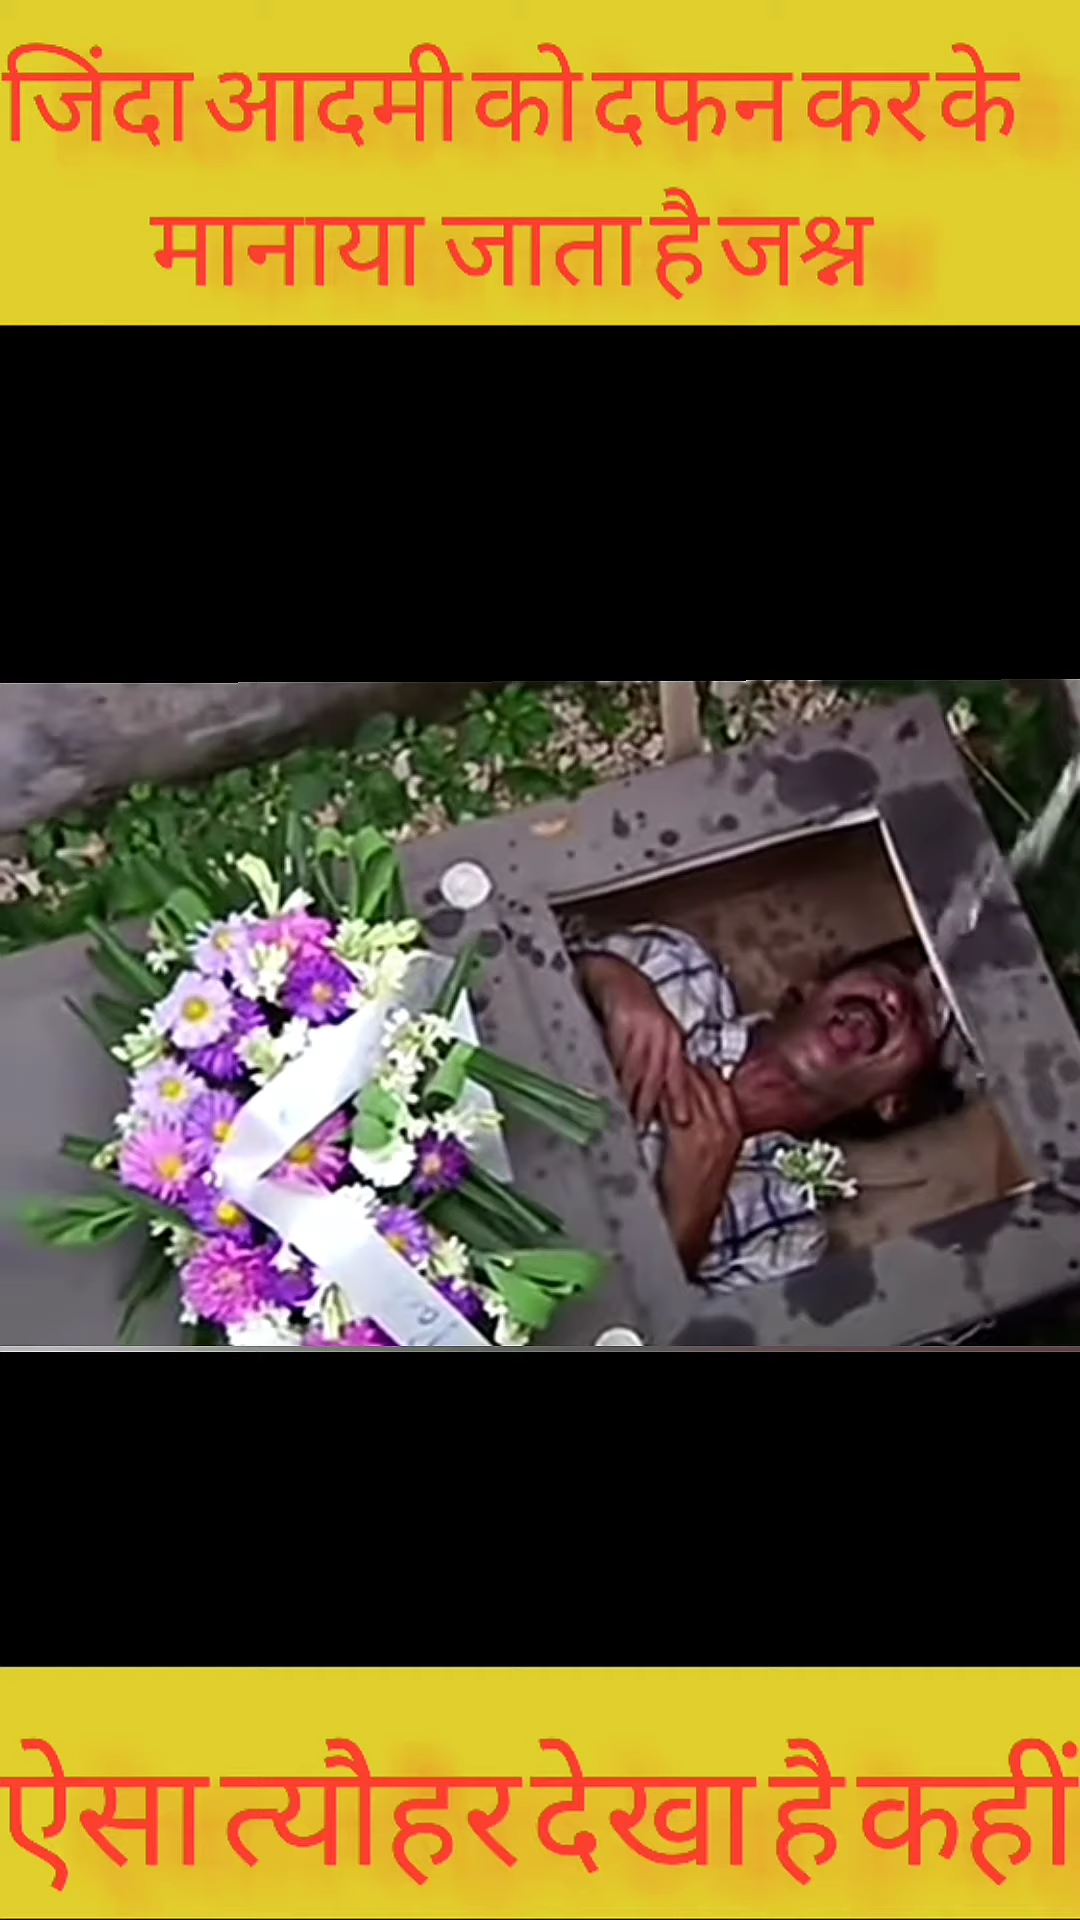 जिंदा आदमी को दफन कर के
मानाया जाता है जश्न
ऐसा त्यौहर देखा है कहीं